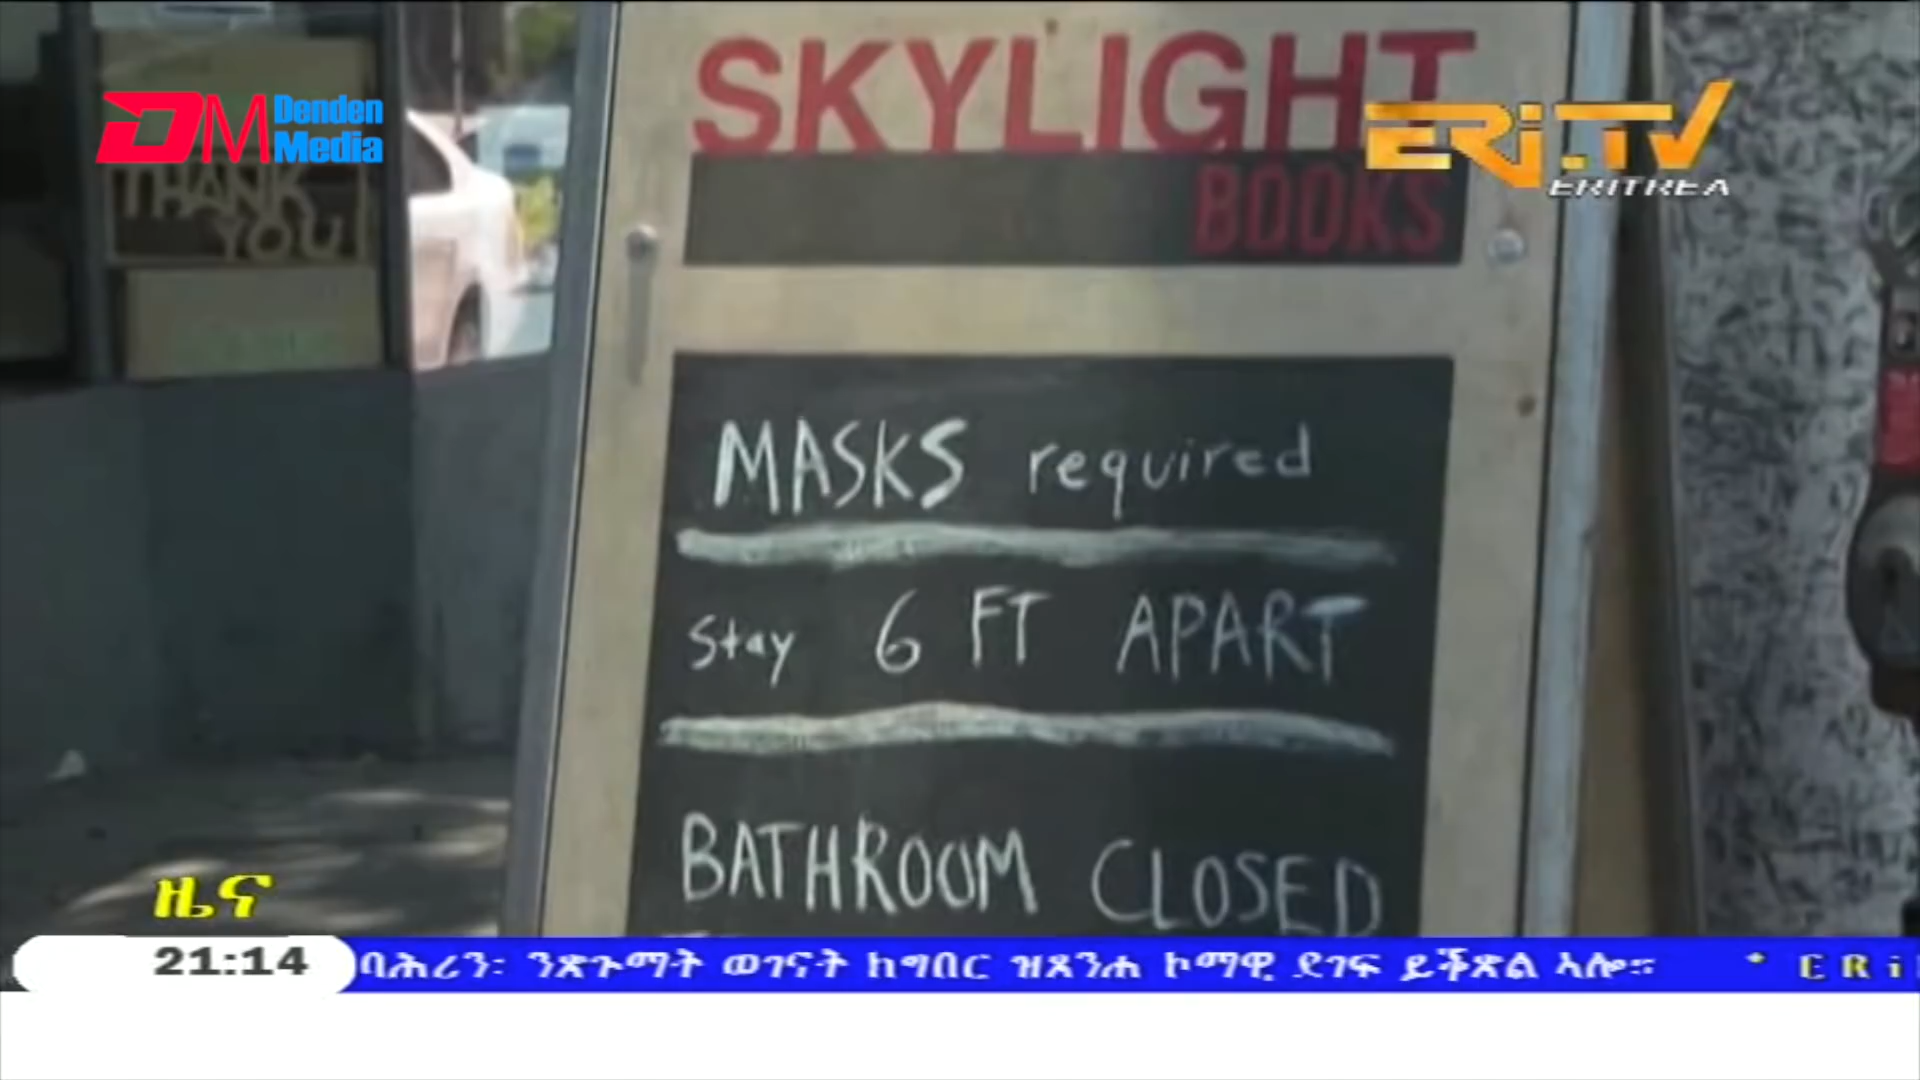 SKYLIGHT
BOOKS
DM Denden
Media
ERi.TV
ERITREA
THANK
YOU
MASKS required
Stay 6 FT APART
BATHROOM CLOSED
ዜና
21:14
ባሕሪን፡ ንጽጉማት ወገናት ክግበር ዝጸንሐ ኮማዊ ደገፍ ይቕጽል ኣሎ። * ERi